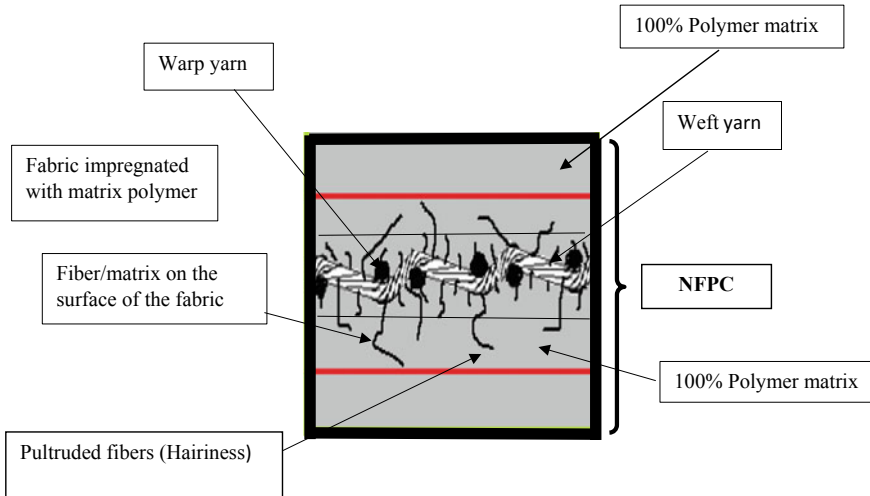 100% Polymer matrix
Warp yarn
Weft yarn
Fabric impregnated
with matrix polymer
Fiber/matrix on the
surface of the fabric
NFPC
100% Polymer matrix
Pultruded fibers (Hairiness)